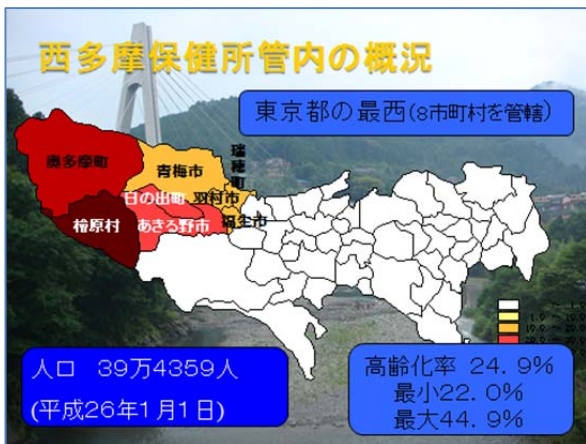 西多摩保健所管内の概況
東京都の最西(8市町村を管轄)
奥多摩町
青梅市
瑞穂町
日の出町
羽村市
福生市
檜原村
あきる野市
人口 39万4359人
(平成26年1月1日)
高齢化率 24.9%
最小22.0%
最大44.9%